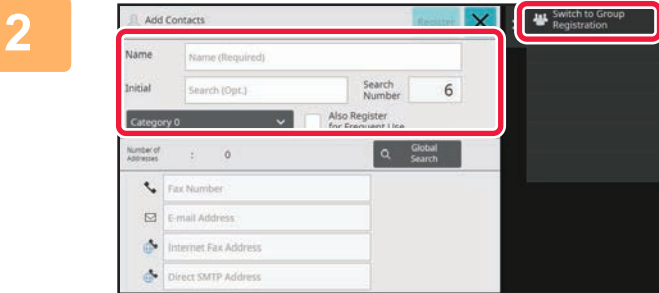 2
Add Contacts
Register
Switch to Group
Registration
Name
Name (Required)
Initial
Search (Opt.)
Search
Number
6
Category 0
Also Register
for Frequent Use
Number of
Addresses
:
0
Global
Search
Fax Number
E-mail Address
Internet Fax Address
Direct SMTP Address